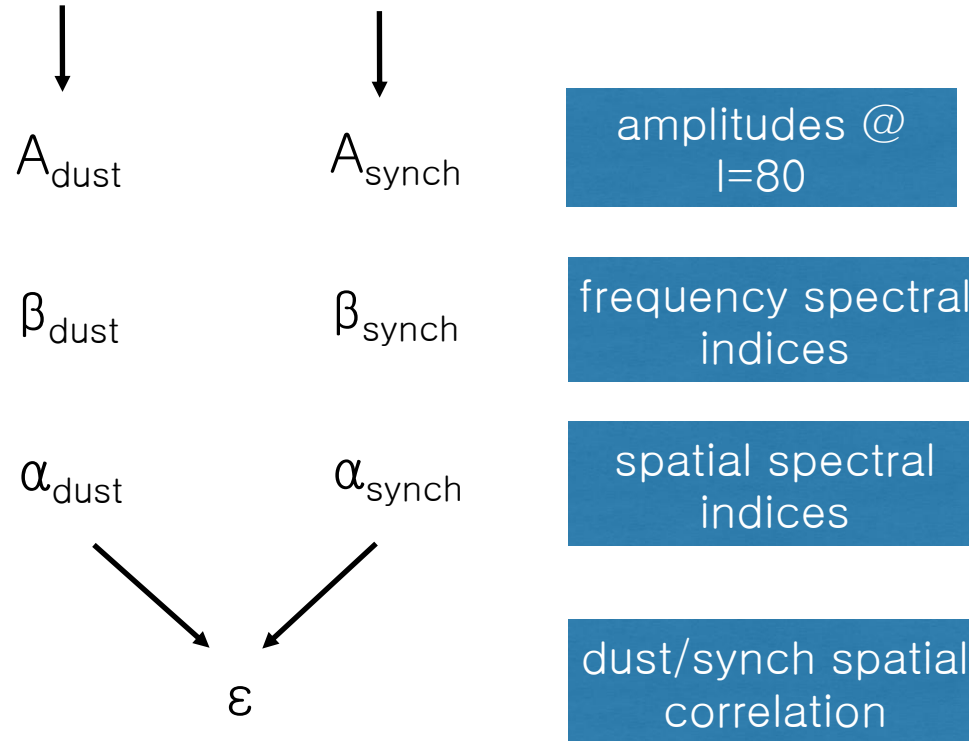 A_dust A_synch amplitudes @
l=80
β_dust β_synch frequency spectral
indices
α_dust α_synch spatial spectral
indices
ε dust/synch spatial
correlation